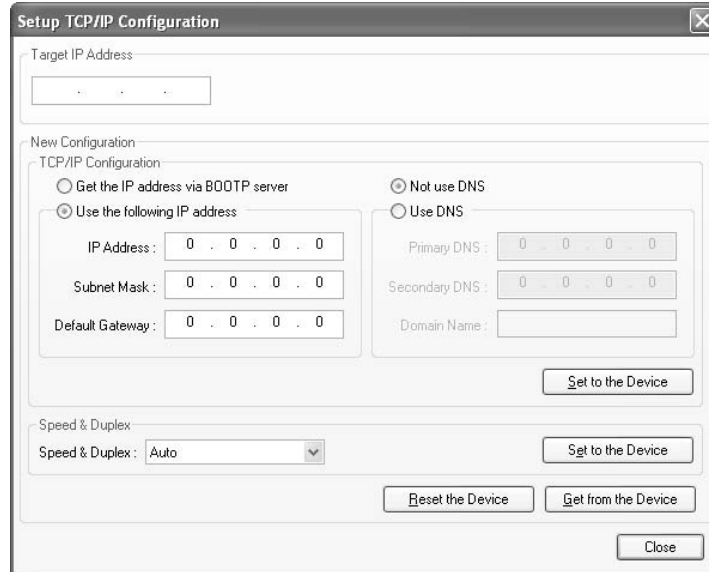 Setup TCP/IP Configuration
Target IP Address
. . .
New Configuration
TCP/IP Configuration
Get the IP address via BOOTP server
Not use DNS
Use the following IP address
Use DNS
IP Address : 0 . 0 . 0 . 0
Primary DNS : 0 . 0 . 0 . 0
Subnet Mask : 0 . 0 . 0 . 0
Secondary DNS : 0 . 0 . 0 . 0
Default Gateway : 0 . 0 . 0 . 0
Domain Name :
Set to the Device
Speed & Duplex
Speed & Duplex : Auto
Set to the Device
Reset the Device
Get from the Device
Close